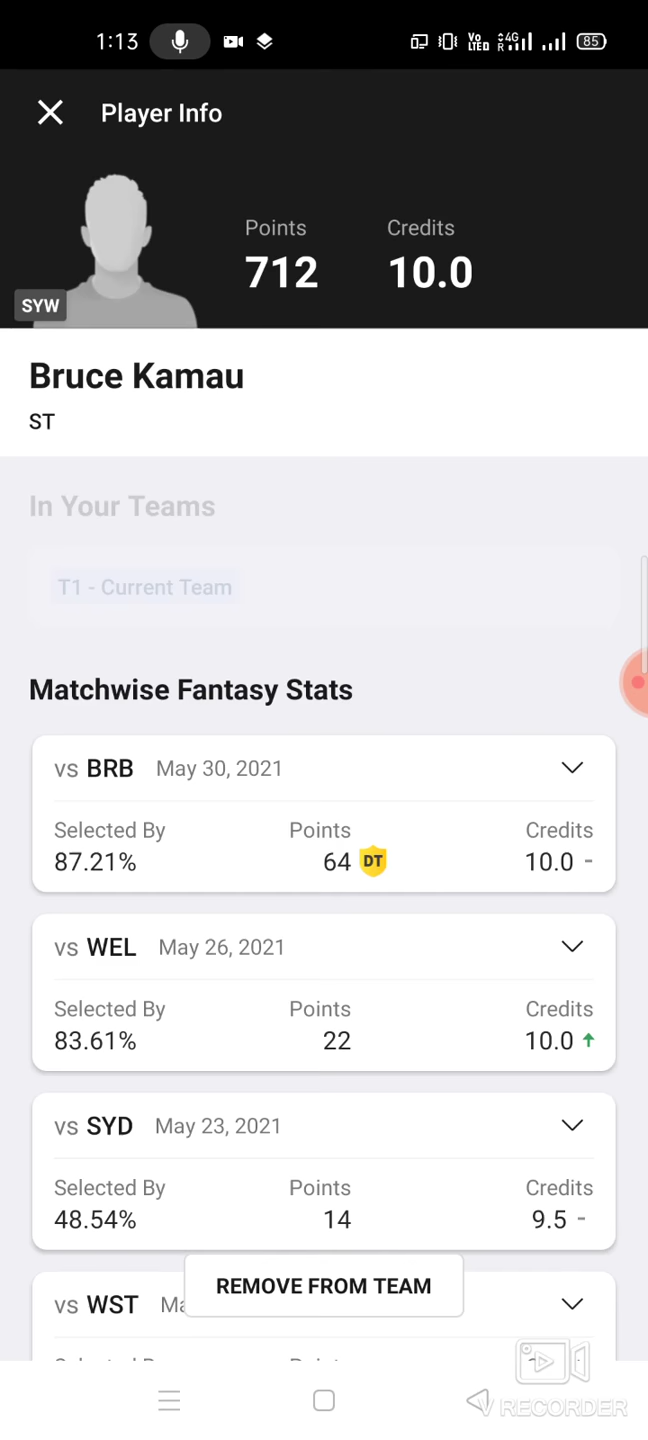 1:13 Vo LTED 4G R 85
Player Info
Points Credits
712 10.0
SYW
Bruce Kamau
ST
In Your Teams
T1 - Current Team
Matchwise Fantasy Stats
vs BRB May 30, 2021
Selected By Points Credits
87.21% 64 DT 10.0 -
vs WEL May 26, 2021
Selected By Points Credits
83.61% 22 10.0 ↑
vs SYD May 23, 2021
Selected By Points Credits
48.54% 14 9.5 -
REMOVE FROM TEAM
vs WST
V RECORDER